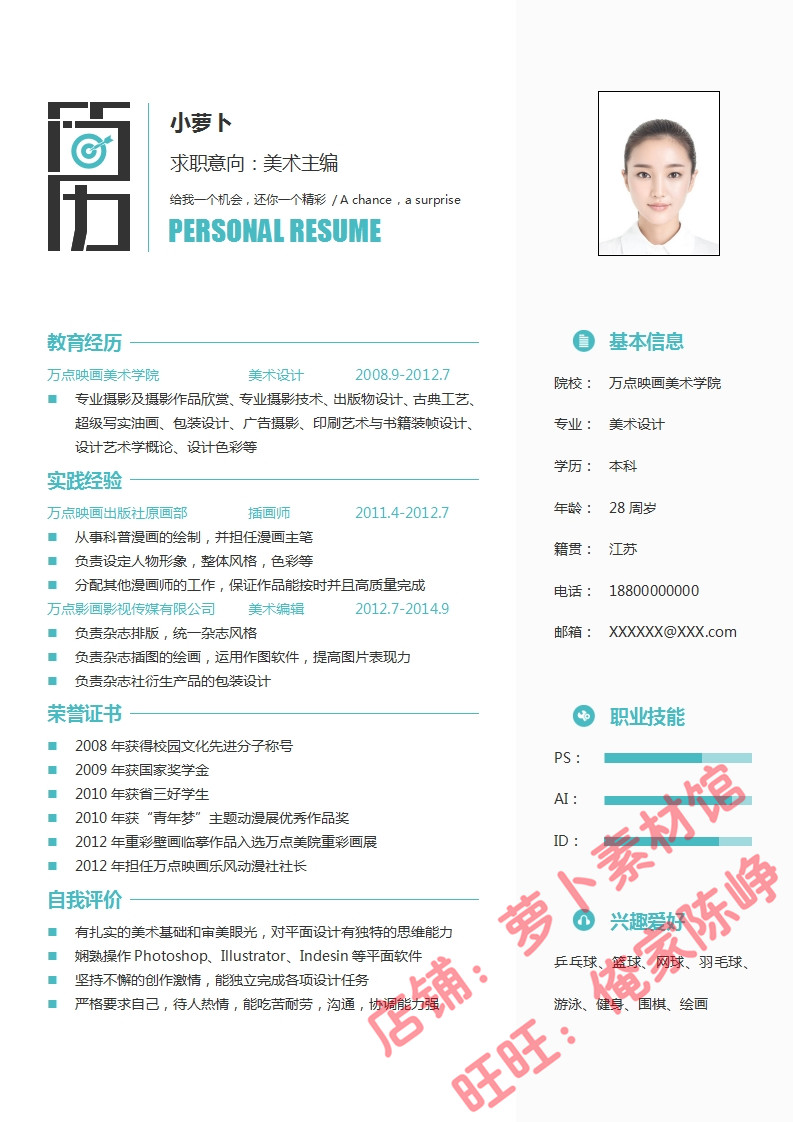 简历
小萝卜
求职意向：美术主编
给我一个机会，还你一个精彩 / A chance，a surprise
PERSONAL RESUME
教育经历
万点映画美术学院 美术设计 2008.9-2012.7
专业摄影及摄影作品欣赏、专业摄影技术、出版物设计、古典工艺、
超级写实油画、包装设计、广告摄影、印刷艺术与书籍装帧设计、
设计艺术学概论、设计色彩等
实践经验
万点映画出版社原画部 插画师 2011.4-2012.7
从事科普漫画的绘制，并担任漫画主笔
负责设定人物形象，整体风格，色彩等
分配其他漫画师的工作，保证作品能按时并且高质量完成
万点影画影视传媒有限公司 美术编辑 2012.7-2014.9
负责杂志排版，统一杂志风格
负责杂志插图的绘画，运用作图软件，提高图片表现力
负责杂志社衍生产品的包装设计
荣誉证书
2008 年获得校园文化先进分子称号
2009 年获国家奖学金
2010 年获省三好学生
2010 年获“青年梦”主题动漫展优秀作品奖
2012 年重彩壁画临摹作品入选万点美院重彩画展
2012 年担任万点映画乐风动漫社社长
自我评价
有扎实的美术基础和审美眼光，对平面设计有独特的思维能力
娴孰操作 Photoshop、Illustrator、Indesin 等平面软件
坚持不懈的创作激情，能独立完成各项设计任务
严格要求自己，待人热情，能吃苦耐劳，沟通，协调能力强
基本信息
院校： 万点映画美术学院
专业： 美术设计
学历： 本科
年龄： 28 周岁
籍贯： 江苏
电话： 18800000000
邮箱： XXXXXX@XXX.com
职业技能
PS：
AI：
ID：
兴趣爱好
乒乓球、篮球、网球、羽毛球、
游泳、健身、围棋、绘画
店铺：萝卜素材馆
旺旺：俺家陈峥